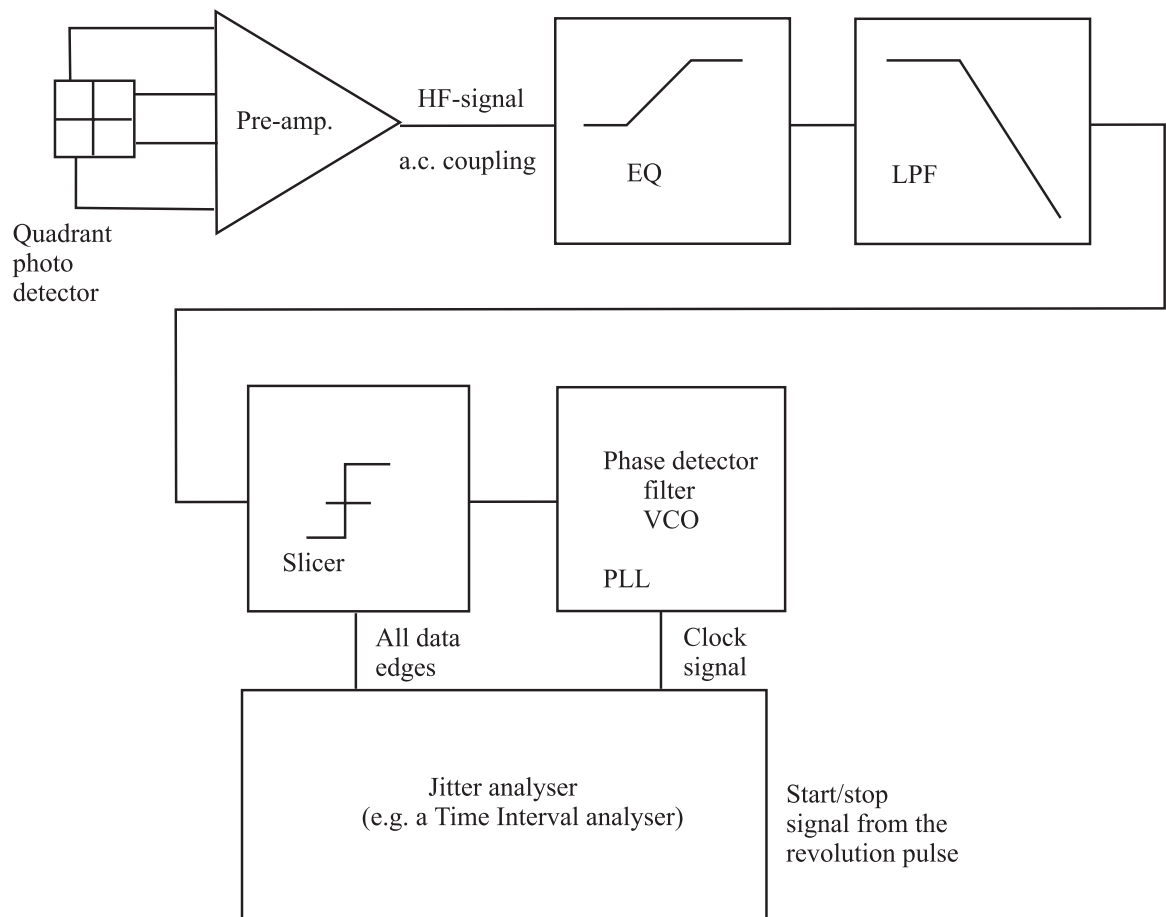 Pre-amp.
HF-signal
a.c. coupling
EQ
LPF
Quadrant
photo
detector
Slicer
Phase detector
filter
VCO
PLL
All data
edges
Clock
signal
Jitter analyser
(e.g. a Time Interval analyser)
Start/stop
signal from the
revolution pulse